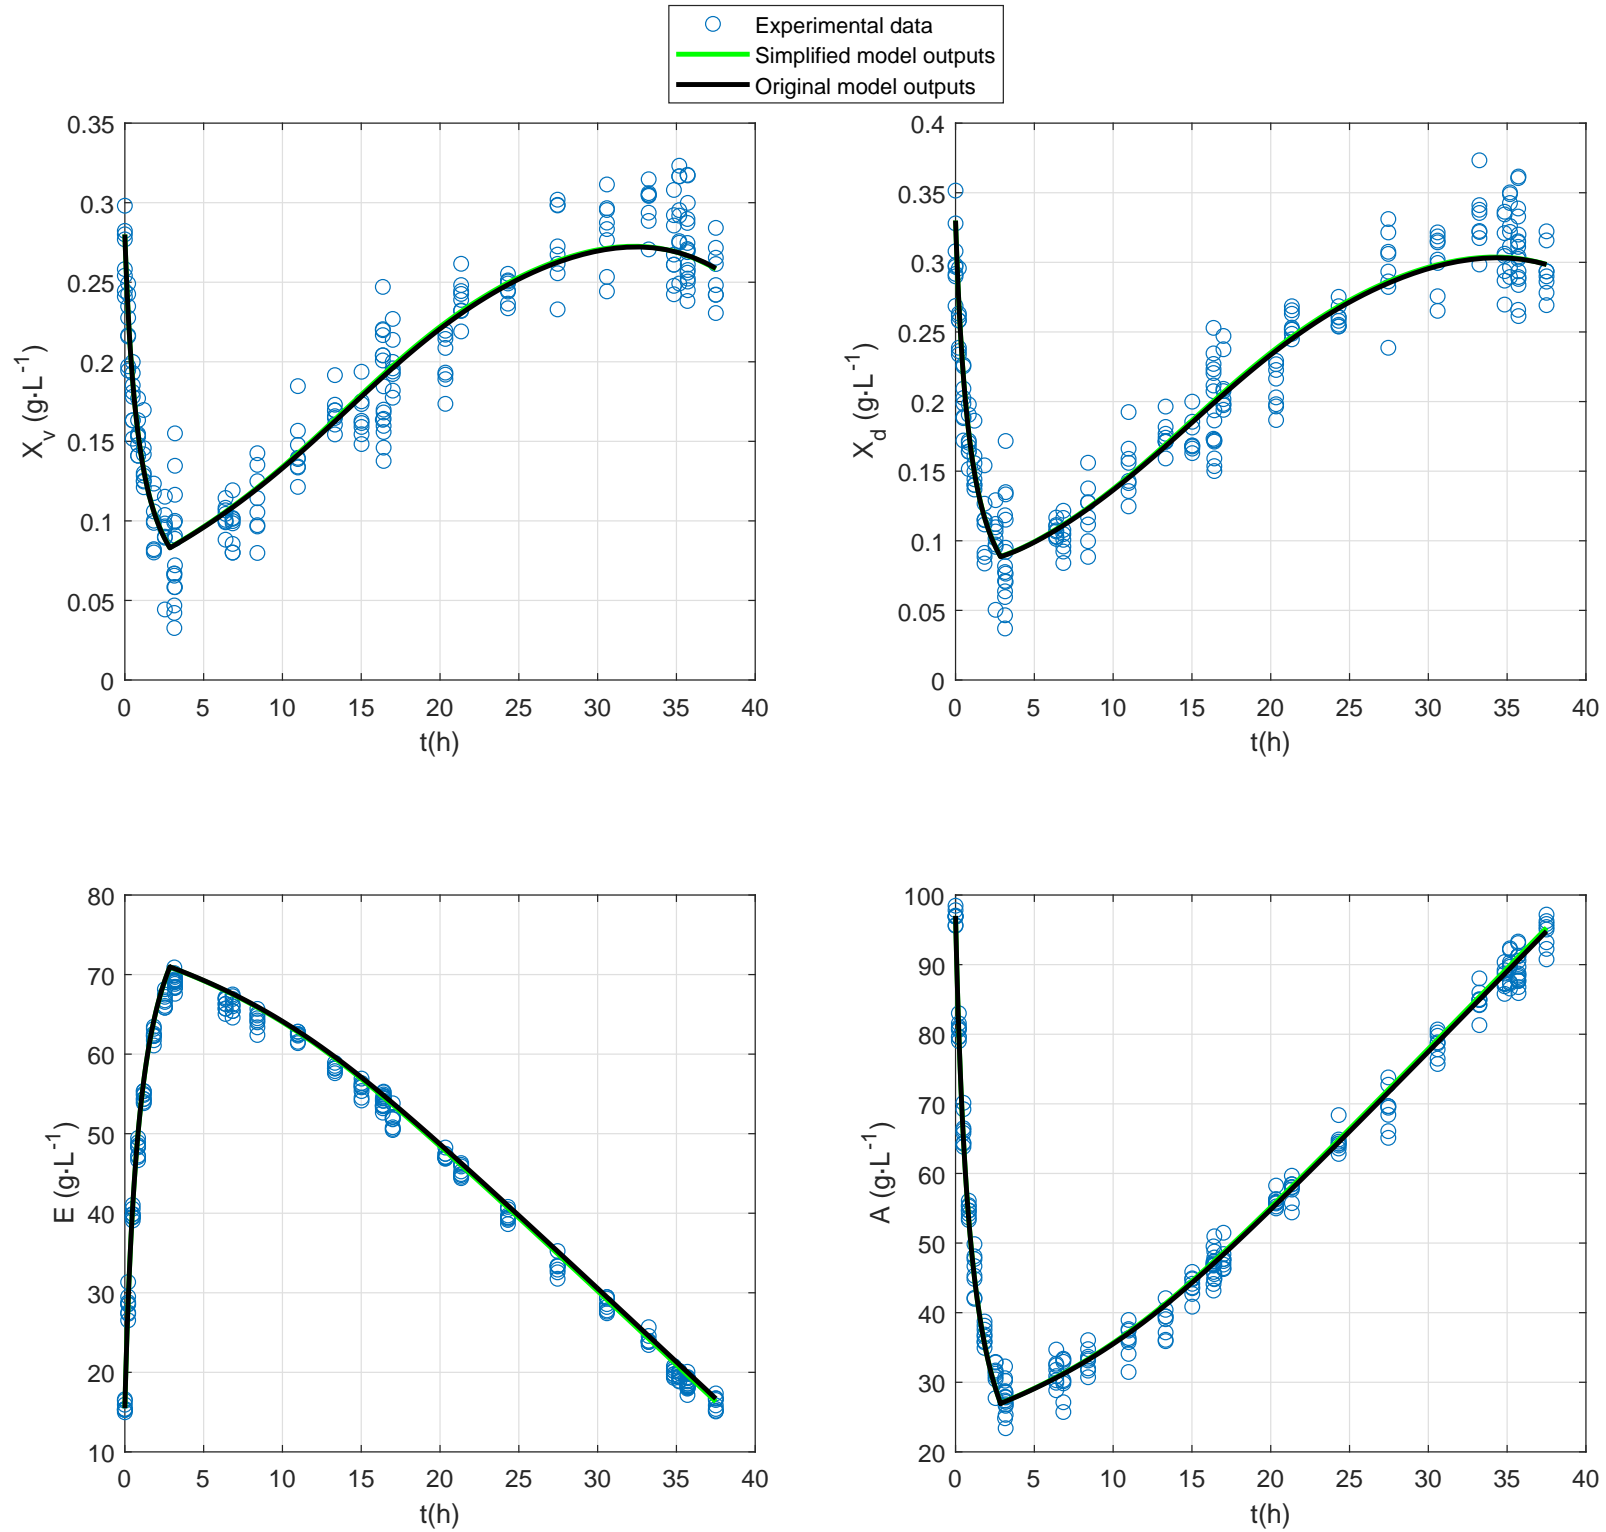 Experimental data
Simplified model outputs
Original model outputs
0.35
0.3
0.25
0.2
0.15
0.1
0.05
0
X_v (g·L^-1)
0 5 10 15 20 25 30 35 40
t(h)
0.4
0.35
0.3
0.25
0.2
0.15
0.1
0.05
0
X_d (g·L^-1)
0 5 10 15 20 25 30 35 40
t(h)
80
70
60
50
40
30
20
10
E (g·L^-1)
0 5 10 15 20 25 30 35 40
t(h)
100
90
80
70
60
50
40
30
20
A (g·L^-1)
0 5 10 15 20 25 30 35 40
t(h)